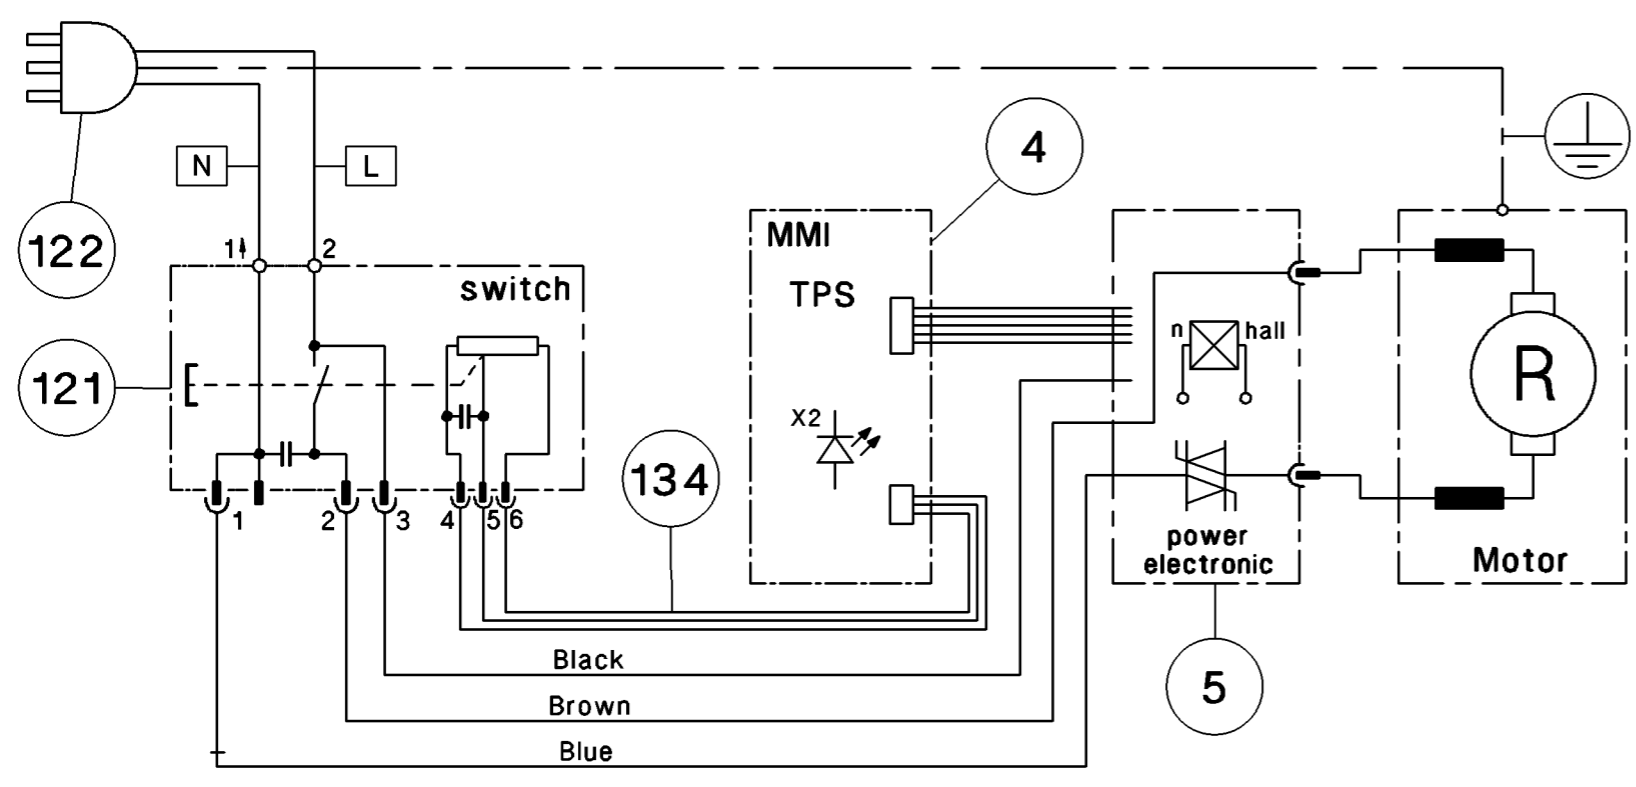 4
N
L
122
1
2
switch
MMI
TPS
n
hall
121
R
X2
134
1
2
3
4
5
6
power
electronic
Motor
Black
5
Brown
Blue